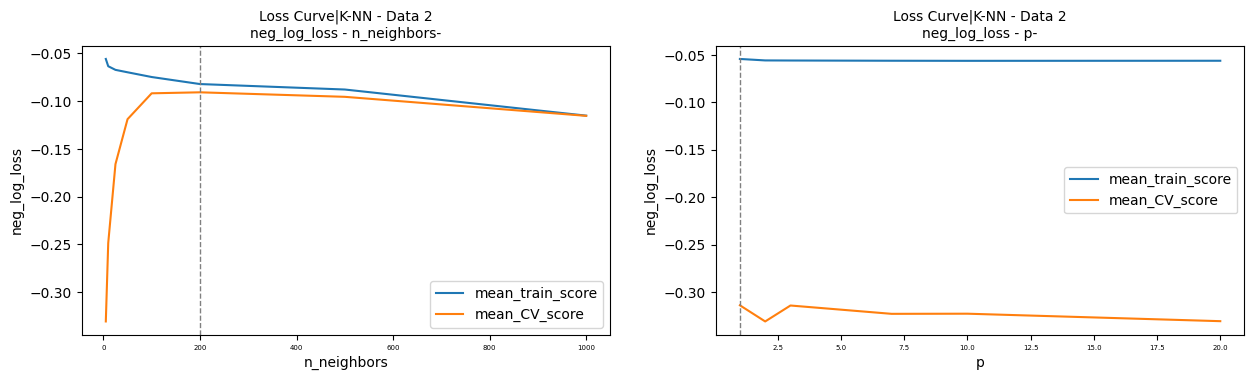 Loss Curve|K-NN - Data 2
neg_log_loss - n_neighbors-
neg_log_loss
−0.05
−0.10
−0.15
−0.20
−0.25
−0.30
mean_train_score
mean_CV_score
0
200
400
600
800
1000
n_neighbors
Loss Curve|K-NN - Data 2
neg_log_loss - p-
neg_log_loss
−0.05
−0.10
−0.15
−0.20
−0.25
−0.30
mean_train_score
mean_CV_score
2.5
5.0
7.5
10.0
12.5
15.0
17.5
20.0
p